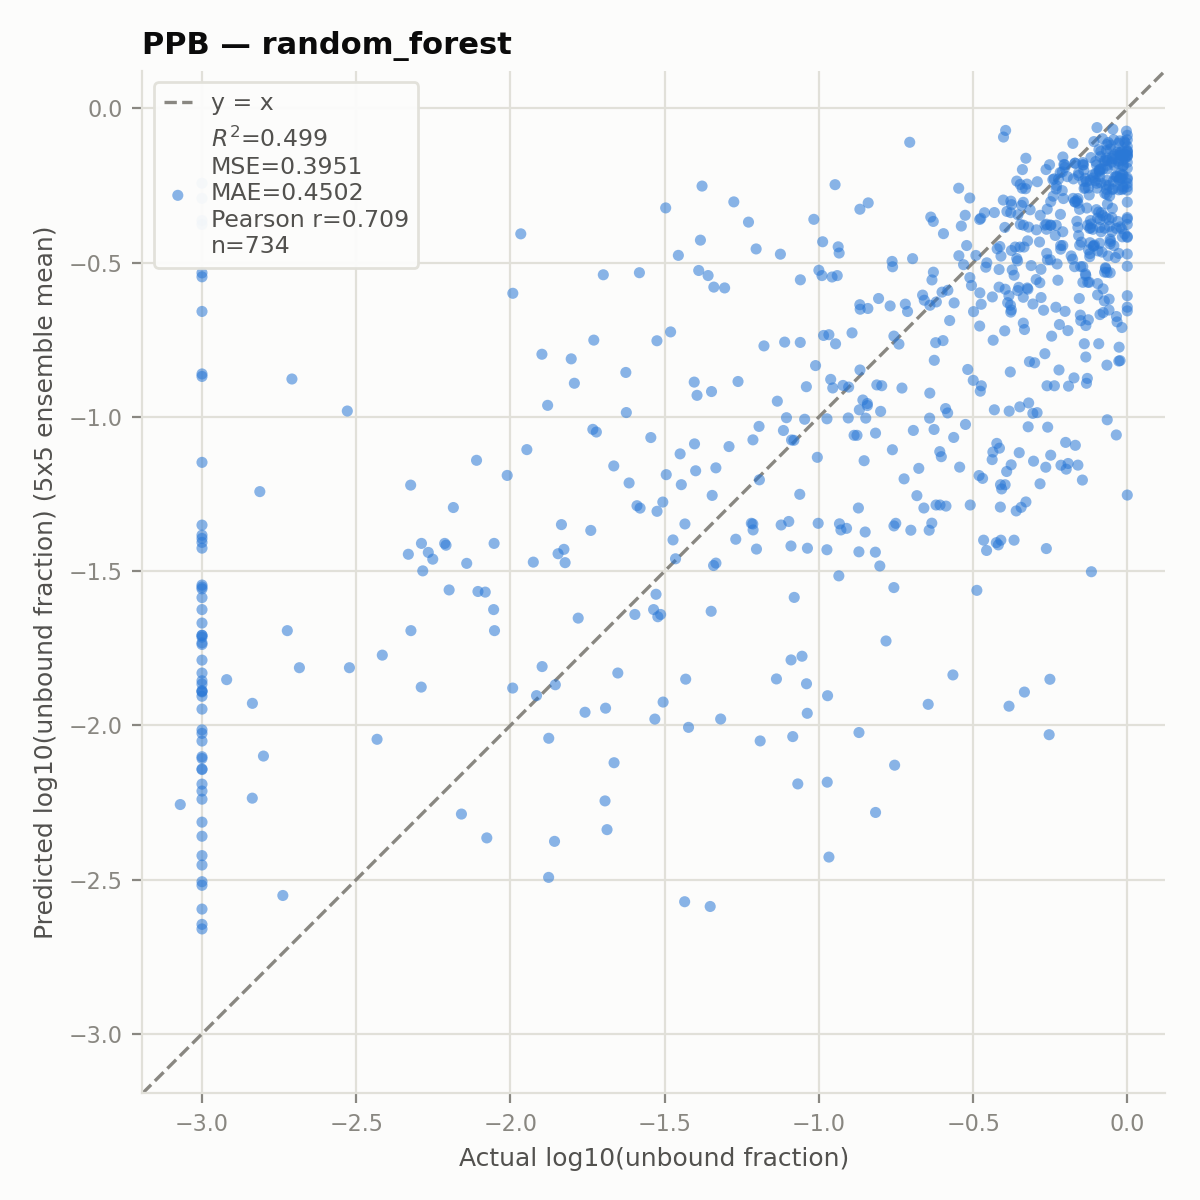 PPB — random_forest
y = x
R²=0.499
MSE=0.3951
MAE=0.4502
Pearson r=0.709
n=734
Predicted log10(unbound fraction) (5x5 ensemble mean)
0.0
−0.5
−1.0
−1.5
−2.0
−2.5
−3.0
−3.0 −2.5 −2.0 −1.5 −1.0 −0.5 0.0
Actual log10(unbound fraction)